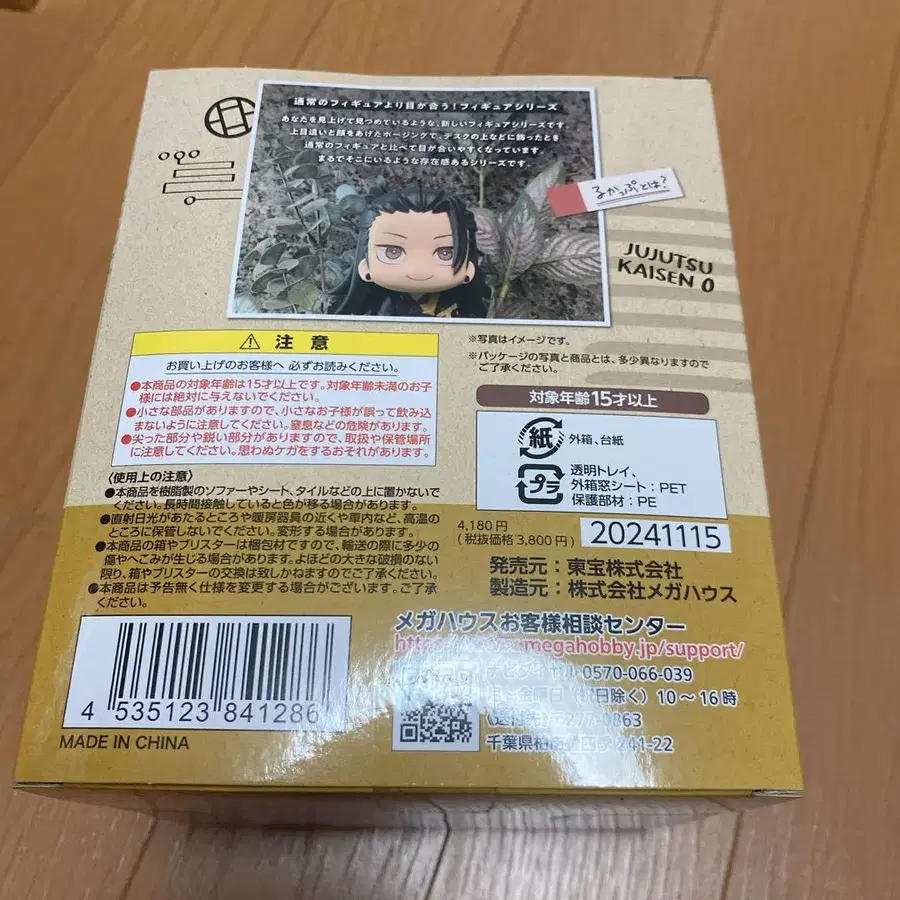 通常のフィギュアより目が合う!フィギュアシリーズ
あなたを見上げて見つめているような、新しいフィギュアシリーズです
上目遣いと顔をあげたポージングで、デスクの上などに飾ったとき
通常のフィギュアと比べて目が合いやすくなっています。
まるでそこにいるような存在感あるシリーズです。
るかっぷとは?
JUJUTSU
KAISEN 0
※写真はイメージです。
※パッケージの写真と商品とは、多少異なりますので
ご了承ください。
注意
お買い上げのお客様へ 必ずお読みください。
●本商品の対象年齢は15才以上です。対象年齢未満のお子
様には絶対に与えないでください。
●小さな部品がありますので、小さなお子様が誤って飲み込
まないように注意してください。窒息などの危険があります。
●尖った部分や鋭い部分がありますので、取扱や保管場所
に注意してください。思わぬケガをするおそれがあります。
〈使用上の注意〉
●本商品を樹脂製のソファーやシート、タイルなどの上に置かないで
ください。長時間接触していると色が移る場合があります。
●直射日光があたるところや暖房器具の近くや車内など、高温の
ところに保管しないでください。変形する場合があります。
●本商品の箱やブリスターは梱包材ですので、輸送の際に多少の
傷やへこみが生じる場合があります。よほどの大きな破損のない
限り、箱やブリスターの交換は致しかねますのでご了承ください。
●本商品は予告無く仕様を変更する場合がございます。ご了承
ください。
対象年齢15才以上
紙
外箱、台紙
プラ
透明トレイ、
外箱窓シート:PET
保護部材:PE
4,180円
(税抜価格 3,800円)
20241115
発売元:東宝株式会社
製造元:株式会社メガハウス
メガハウスお客様相談センター
megahobby.jp/support/
ナビダイヤル 0570-066-039
金曜日 (祝日除く) 10〜16時
277-0863
千葉県柏市 241-22
4 535123 841286
MADE IN CHINA